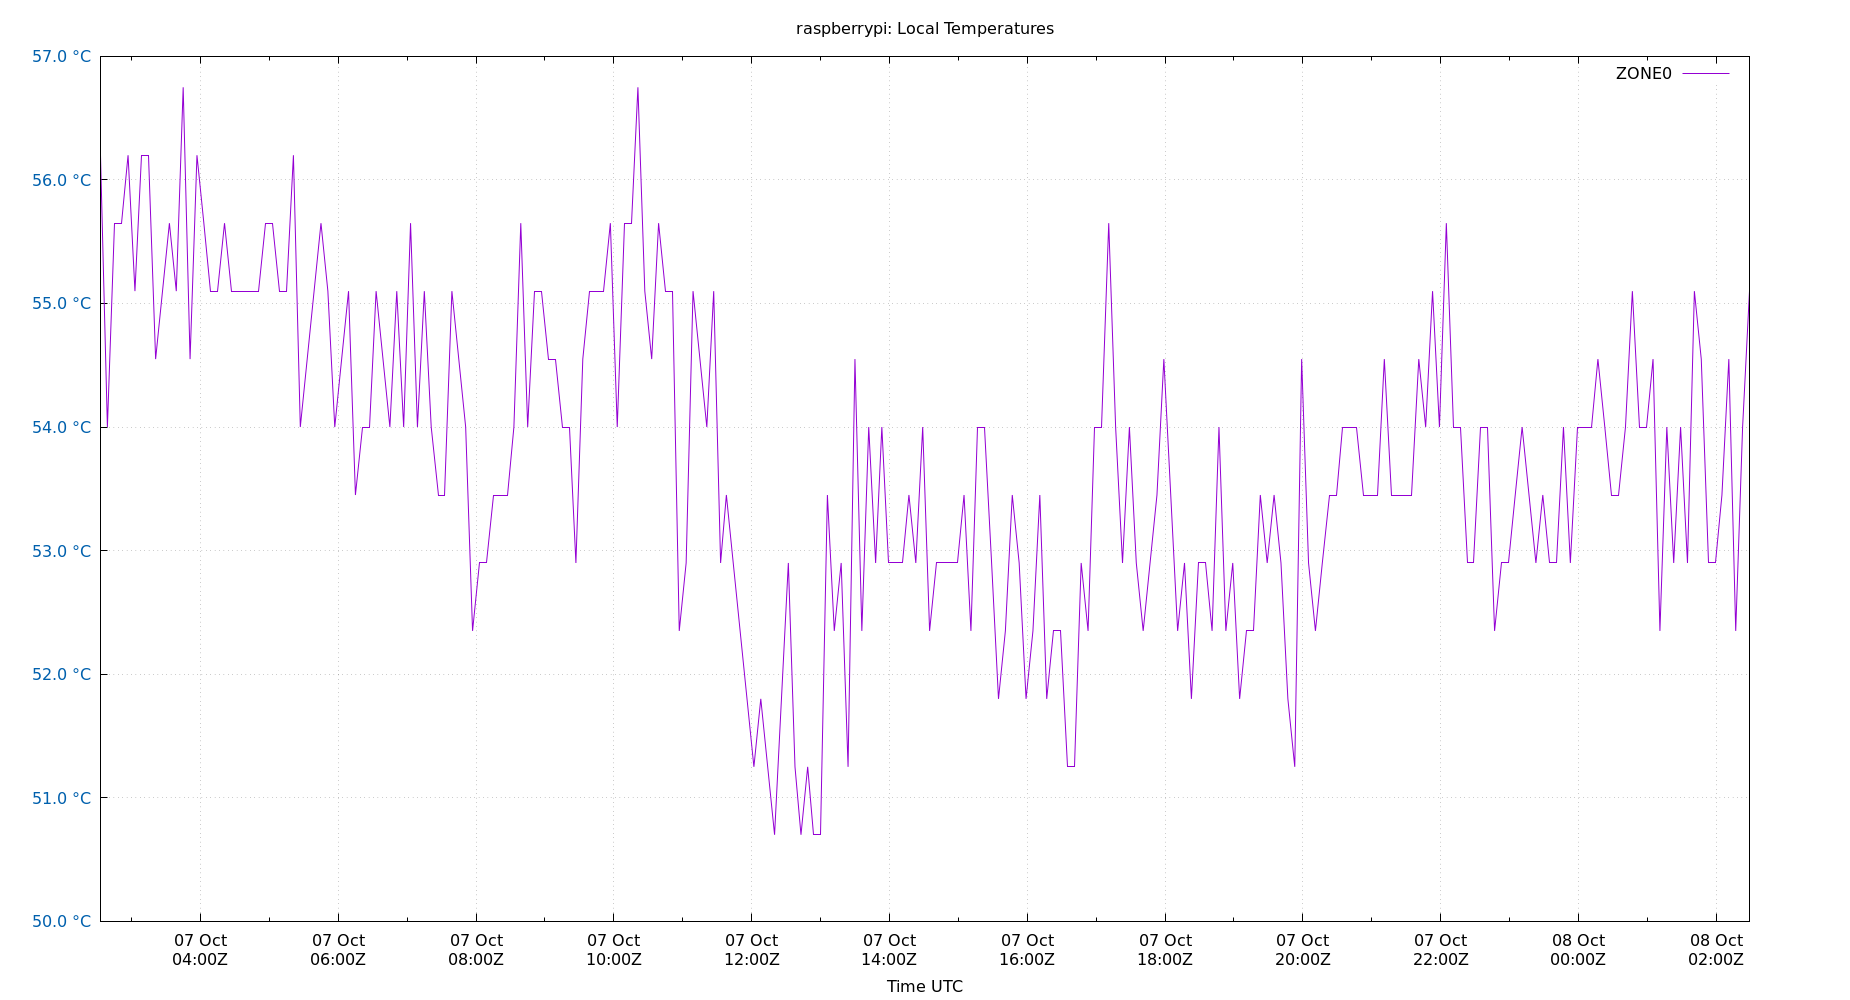 raspberrypi: Local Temperatures
57.0 °C
ZONE0
56.0 °C
55.0 °C
54.0 °C
53.0 °C
52.0 °C
51.0 °C
50.0 °C
07 Oct 07 Oct 07 Oct 07 Oct 07 Oct 07 Oct 07 Oct 07 Oct 07 Oct 07 Oct 08 Oct 08 Oct
04:00Z 06:00Z 08:00Z 10:00Z 12:00Z 14:00Z 16:00Z 18:00Z 20:00Z 22:00Z 00:00Z 02:00Z
Time UTC